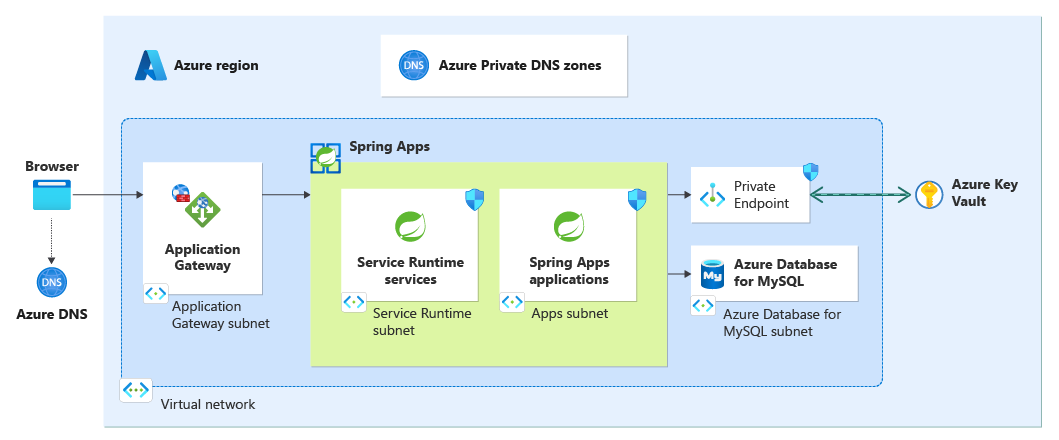 Azure region
DNS
Azure Private DNS zones
Spring Apps
Browser
Application
Gateway
Application
Gateway subnet
Service Runtime
services
Service Runtime
subnet
Spring Apps
applications
Apps subnet
Private
Endpoint
Azure Key
Vault
My
Azure Database
for MySQL
Azure Database for
MySQL subnet
DNS
Azure DNS
Virtual network